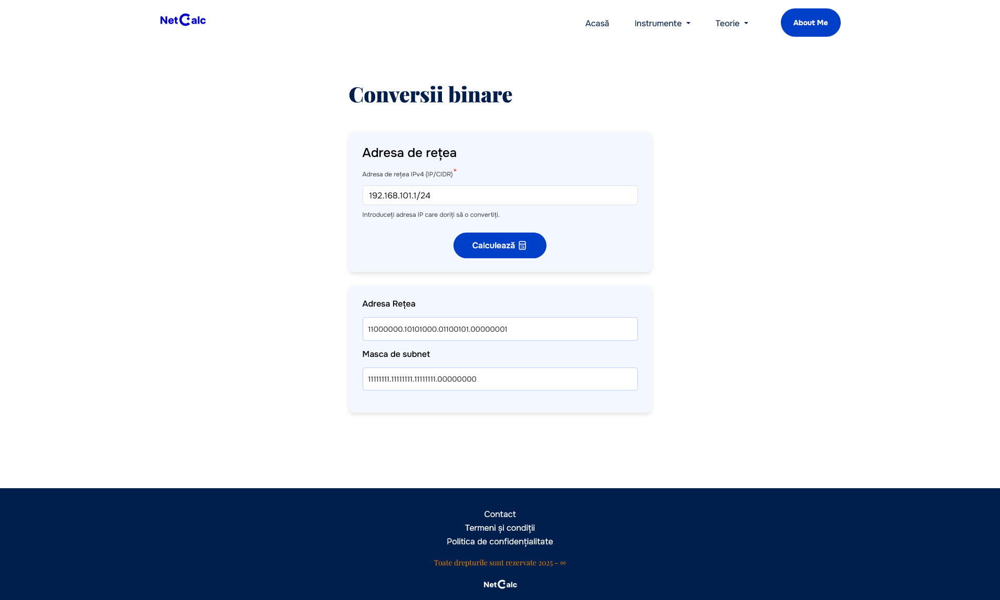 NetCalc
Acasă Instrumente Teorie About Me
Conversii binare
Adresa de rețea
Adresa de rețea IPv4 (IP/CIDR)*
192.168.101.1/24
Introduceți adresa IP care doriți să o convertiți.
Calculează
Adresa Rețea
11000000.10101000.01100101.00000001
Masca de subnet
11111111.11111111.11111111.00000000
Contact
Termeni și condiții
Politica de confidențialitate
Toate drepturile sunt rezervate 2025 - ∞
NetCalc